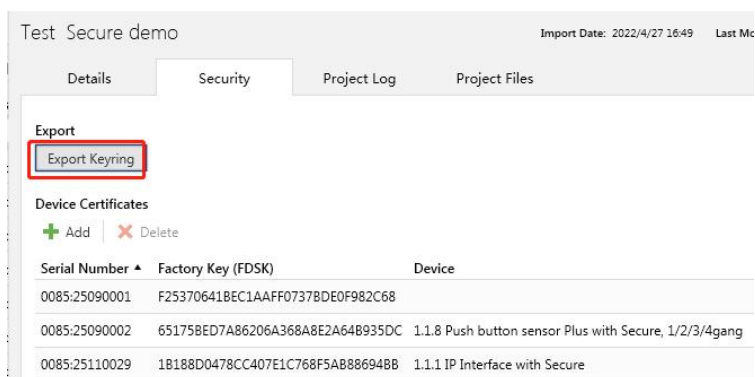 Test Secure demo Import Date: 2022/4/27 16:49 Last Mo
Details Security Project Log Project Files
Export
Export Keyring
Device Certificates
Add Delete
Serial Number Factory Key (FDSK) Device
0085:25090001 F25370641BEC1AAFF0737BDE0F982C68
0085:25090002 65175BED7A86206A368A8E2A64B935DC 1.1.8 Push button sensor Plus with Secure, 1/2/3/4gang
0085:25110029 1B188D0478CC407E1C768F5AB88694BB 1.1.1 IP Interface with Secure